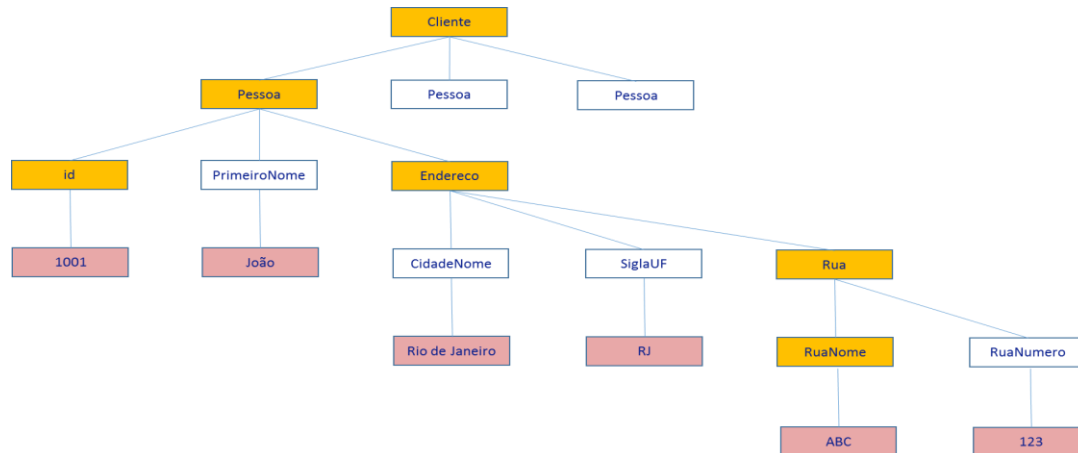 Cliente
Pessoa
Pessoa
Pessoa
id
PrimeiroNome
Endereco
1001
João
CidadeNome
SiglaUF
Rua
Rio de Janeiro
RJ
RuaNome
RuaNumero
ABC
123